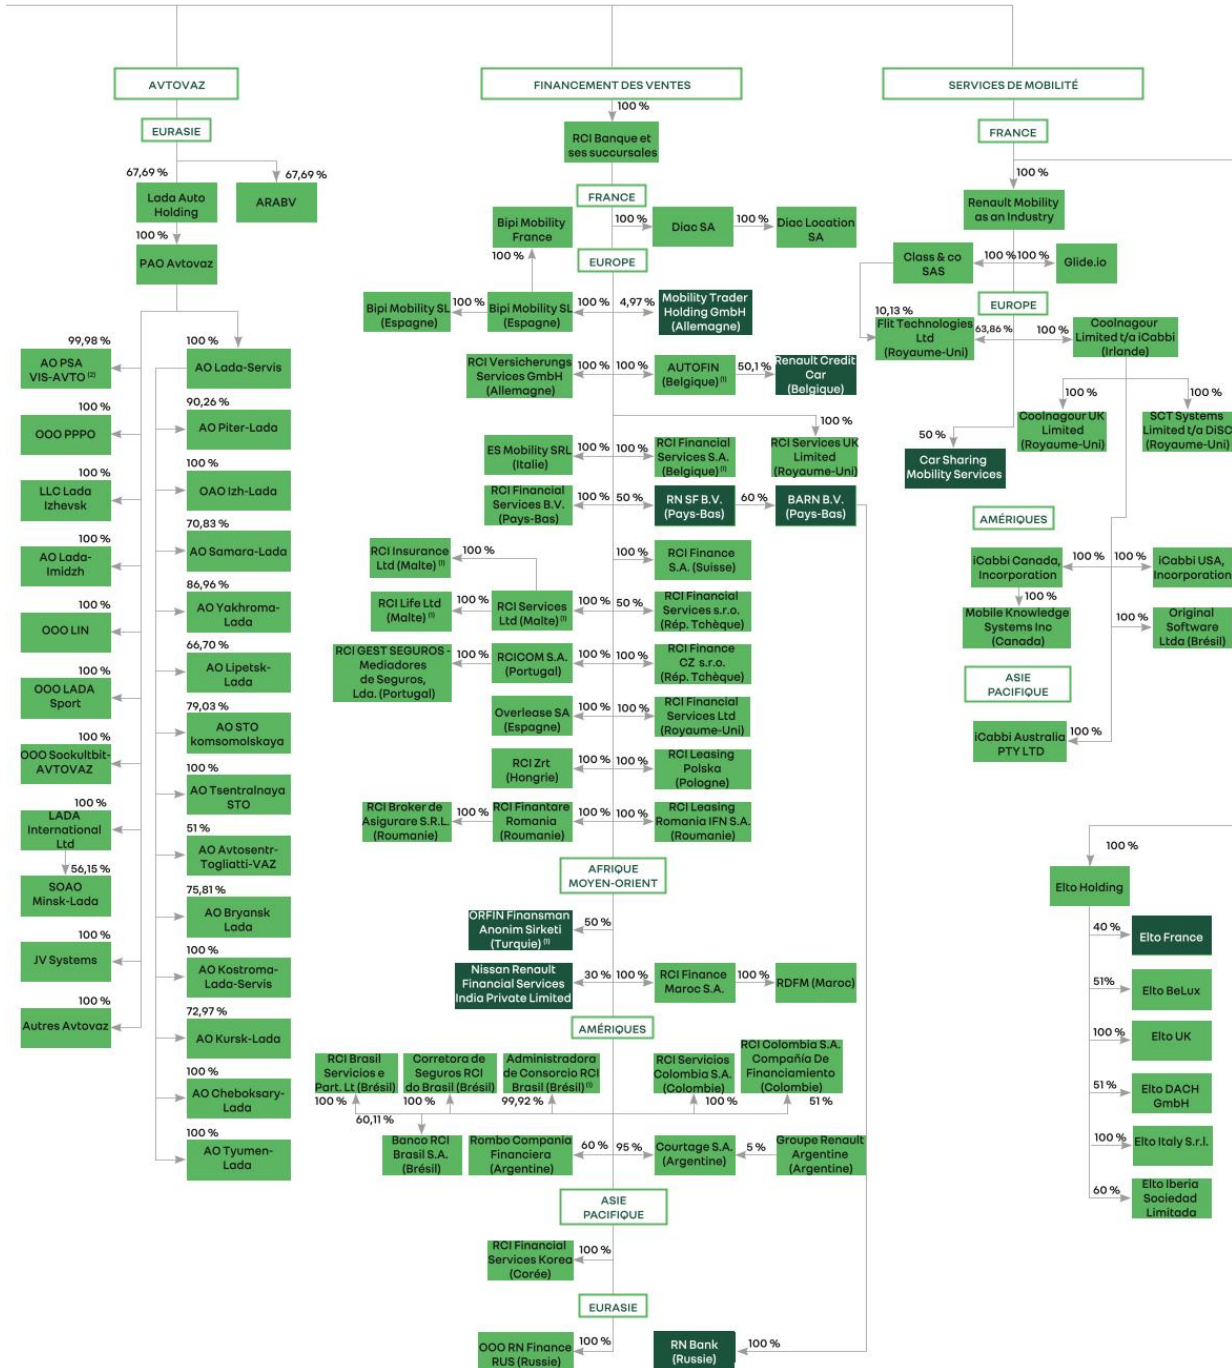 AVTOVAZ
EURASIE
67,69 %
67,69 %
Lada Auto
Holding
ARABV
100 %
PAO Avtovaz
99,98 %
AO PSA
VIS-AVTO (2)
100 %
OOO PPPO
100 %
LLC Lada
Izhevsk
100 %
AO Lada-
Imidzh
100 %
OOO LIN
100 %
OOO LADA
Sport
100 %
OOO Sockultbit-
AVTOVAZ
100 %
LADA
International
Ltd
56,15 %
SOAO
Minsk-Lada
100 %
JV Systems
100 %
Autres Avtovaz
100 %
AO Lada-Servis
90,26 %
AO Piter-Lada
100 %
OAO Izh-Lada
70,83 %
AO Samara-Lada
86,96 %
AO Yakhroma-
Lada
66,70 %
AO Lipetsk-
Lada
79,03 %
AO STO
komsomolskaya
100 %
AO Tsentralnaya
STO
51 %
AO Avtosentr-
Togliatti-VAZ
75,81 %
AO Bryansk
Lada
100 %
AO Kostroma-
Lada-Servis
72,97 %
AO Kursk-Lada
100 %
AO Cheboksary-
Lada
100 %
AO Tyumen-
Lada
FINANCEMENT DES VENTES
100 %
RCI Banque et
ses succursales
FRANCE
Bipi Mobility
France
100 %
Diac SA
100 %
Diac Location
SA
100 %
EUROPE
Bipi Mobility SL
(Espagne)
100 %
Bipi Mobility SL
(Espagne)
100 %
4,97 %
Mobility Trader
Holding GmbH
(Allemagne)
RCI Versicherungs
Services GmbH
(Allemagne)
100 %
100 %
AUTOFIN
(Belgique) (1)
50,1 %
Renault Credit
Car
(Belgique)
ES Mobility SRL
(Italie)
100 %
100 %
RCI Financial
Services S.A.
(Belgique) (1)
100 %
RCI Services UK
Limited
(Royaume-Uni)
RCI Financial
Services B.V.
(Pays-Bas)
100 %
50 %
RN SF B.V.
(Pays-Bas)
60 %
BARN B.V.
(Pays-Bas)
RCI Insurance
Ltd (Malte) (1)
100 %
100 %
RCI Finance
S.A. (Suisse)
RCI Life Ltd
(Malte) (1)
100 %
RCI Services
Ltd (Malte) (1)
100 %
50 %
RCI Financial
Services s.r.o.
(Rép. Tchèque)
RCI GEST SEGUROS -
Mediadores
de Seguros,
Lda. (Portugal)
100 %
RCICOM S.A.
(Portugal)
100 %
100 %
RCI Finance
CZ s.r.o.
(Rép. Tchèque)
Overlease SA
(Espagne)
100 %
100 %
RCI Financial
Services Ltd
(Royaume-Uni)
RCI Zrt
(Hongrie)
100 %
100 %
RCI Leasing
Polska
(Pologne)
RCI Broker de
Asigurare S.R.L.
(Roumanie)
100 %
RCI Finantare
Romania
(Roumanie)
100 %
100 %
RCI Leasing
Romania IFN S.A.
(Roumanie)
AFRIQUE
MOYEN-ORIENT
ORFIN Finansman
Anonim Sirketi
(Turquie) (1)
50 %
Nissan Renault
Financial Services
India Private Limited
30 %
100 %
RCI Finance
Maroc S.A.
100 %
RDFM (Maroc)
AMÉRIQUES
RCI Brasil
Servicios e
Part. Lt (Brésil)
100 %
Corretora de
Seguros RCI
do Brasil (Brésil)
100 %
Administradora
de Consorcio RCI
Brasil (Brésil) (1)
99,92 %
RCI Servicios
Colombia S.A.
(Colombie)
100 %
RCI Colombia S.A.
Compañía De
Financiamiento
(Colombie)
51 %
60,11 %
Banco RCI
Brasil S.A.
(Brésil)
Rombo Compania
Financiera
(Argentine)
60 %
95 %
Courtage S.A.
(Argentine)
5 %
Groupe Renault
Argentine
(Argentine)
ASIE
PACIFIQUE
RCI Financial
Services Korea
(Corée)
100 %
EURASIE
OOO RN Finance
RUS (Russie)
100 %
RN Bank
(Russie)
100 %
SERVICES DE MOBILITÉ
FRANCE
100 %
Renault Mobility
as an Industry
Class & co
SAS
100 %
100 %
Glide.io
EUROPE
10,13 %
Flit Technologies
Ltd
(Royaume-Uni)
63,86 %
100 %
Coolnagour
Limited t/a iCabbi
(Irlande)
100 %
100 %
Coolnagour UK
Limited
(Royaume-Uni)
SCT Systems
Limited t/a DiSC
(Royaume-Uni)
50 %
Car Sharing
Mobility Services
AMÉRIQUES
iCabbi Canada,
Incorporation
100 %
100 %
iCabbi USA,
Incorporation
100 %
Mobile Knowledge
Systems Inc
(Canada)
100 %
Original
Software
Ltda (Brésil)
ASIE
PACIFIQUE
iCabbi Australia
PTY LTD
100 %
100 %
Elto Holding
40 %
Elto France
51%
Elto BeLux
100 %
Elto UK
51 %
Elto DACH
GmbH
100 %
Elto Italy S.r.l.
60 %
Elto Iberia
Sociedad
Limitada